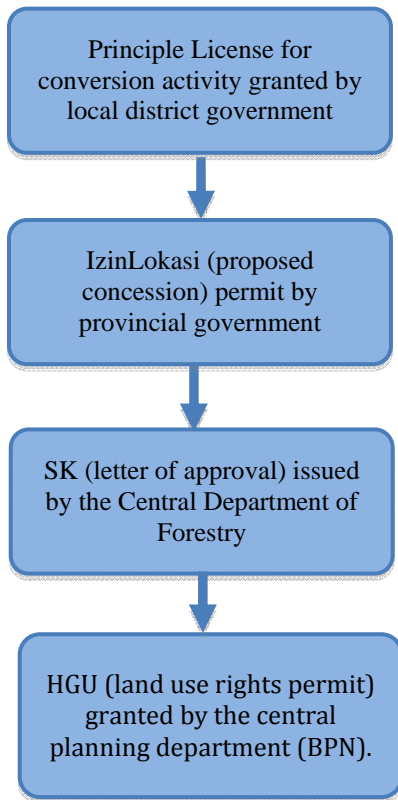 Principle License for
conversion activity granted by
local district government
IzinLokasi (proposed
concession) permit by
provincial government
SK (letter of approval) issued
by the Central Department of
Forestry
HGU (land use rights permit)
granted by the central
planning department (BPN).